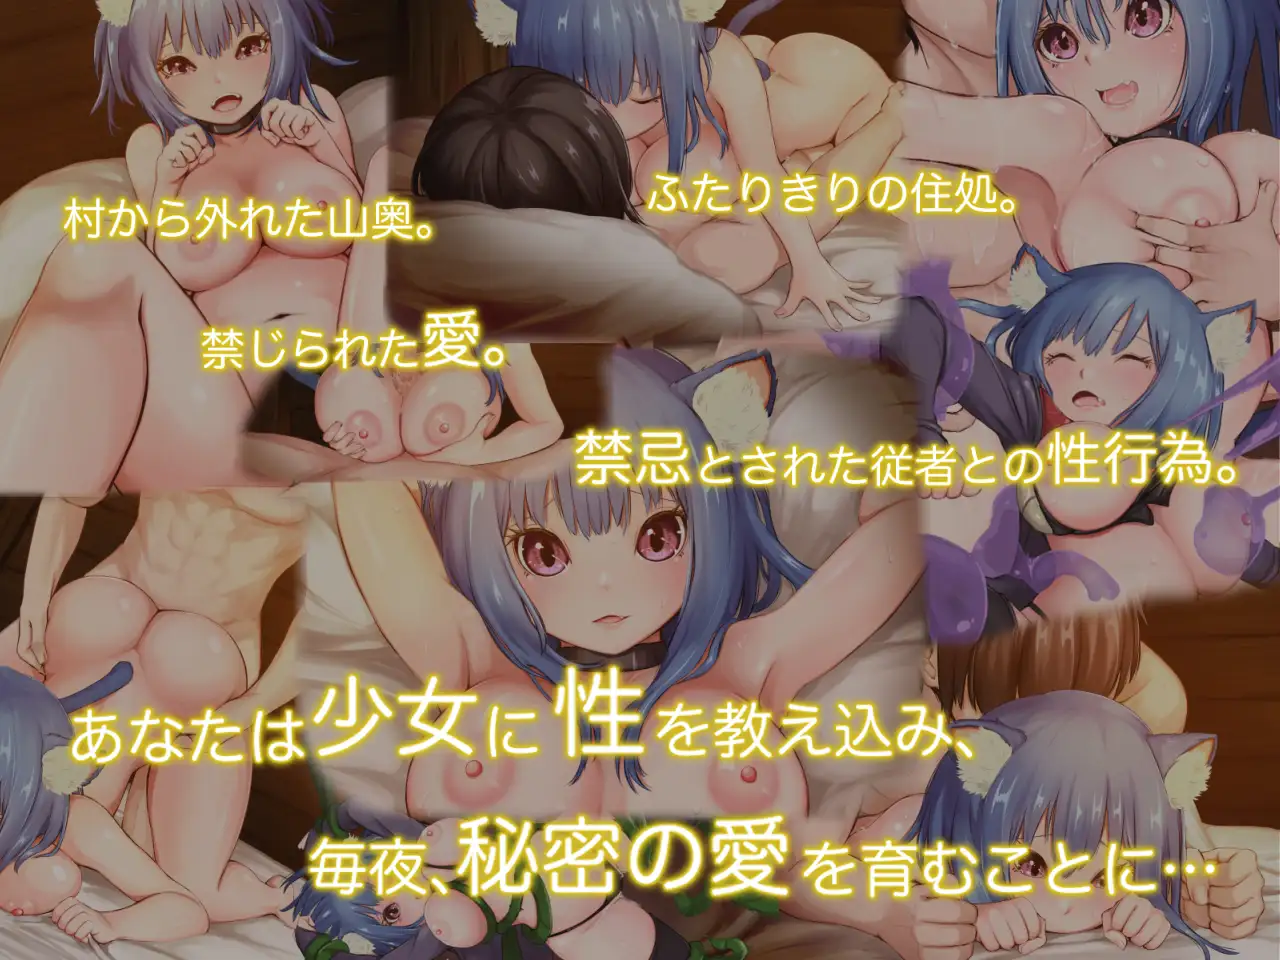 村から外れた山奥。
ふたりきりの住処。
禁じられた愛。
禁忌とされた従者との性行為。
あなたは少女に性を教え込み、
毎夜、秘密の愛を育むことに…